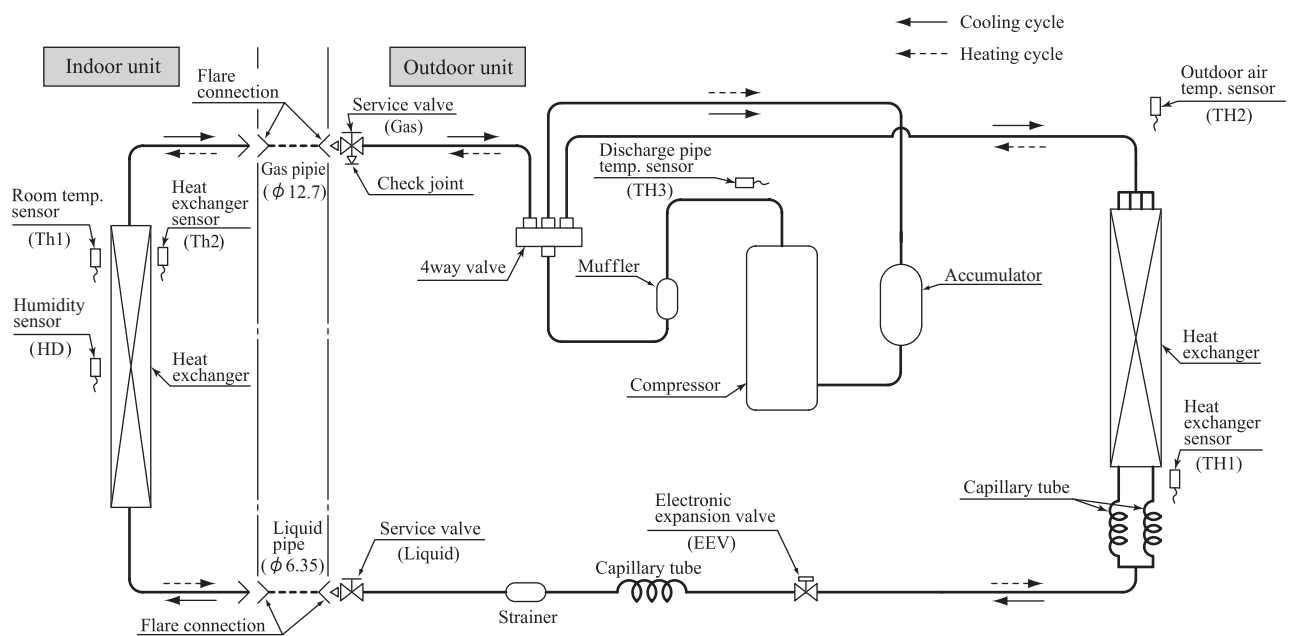 Cooling cycle
Heating cycle
Indoor unit
Outdoor unit
Flare
connection
Service valve
(Gas)
Outdoor air
temp. sensor
(TH2)
Gas pipie
(ϕ 12.7)
Check joint
Discharge pipe
temp. sensor
(TH3)
Room temp.
sensor
(Th1)
Heat
exchanger
sensor
(Th2)
4way valve
Muffler
Accumulator
Humidity
sensor
(HD)
Heat
exchanger
Compressor
Heat
exchanger
Heat
exchanger
sensor
(TH1)
Capillary tube
Liquid
pipe
(ϕ 6.35)
Service valve
(Liquid)
Electronic
expansion valve
(EEV)
Capillary tube
Strainer
Flare connection